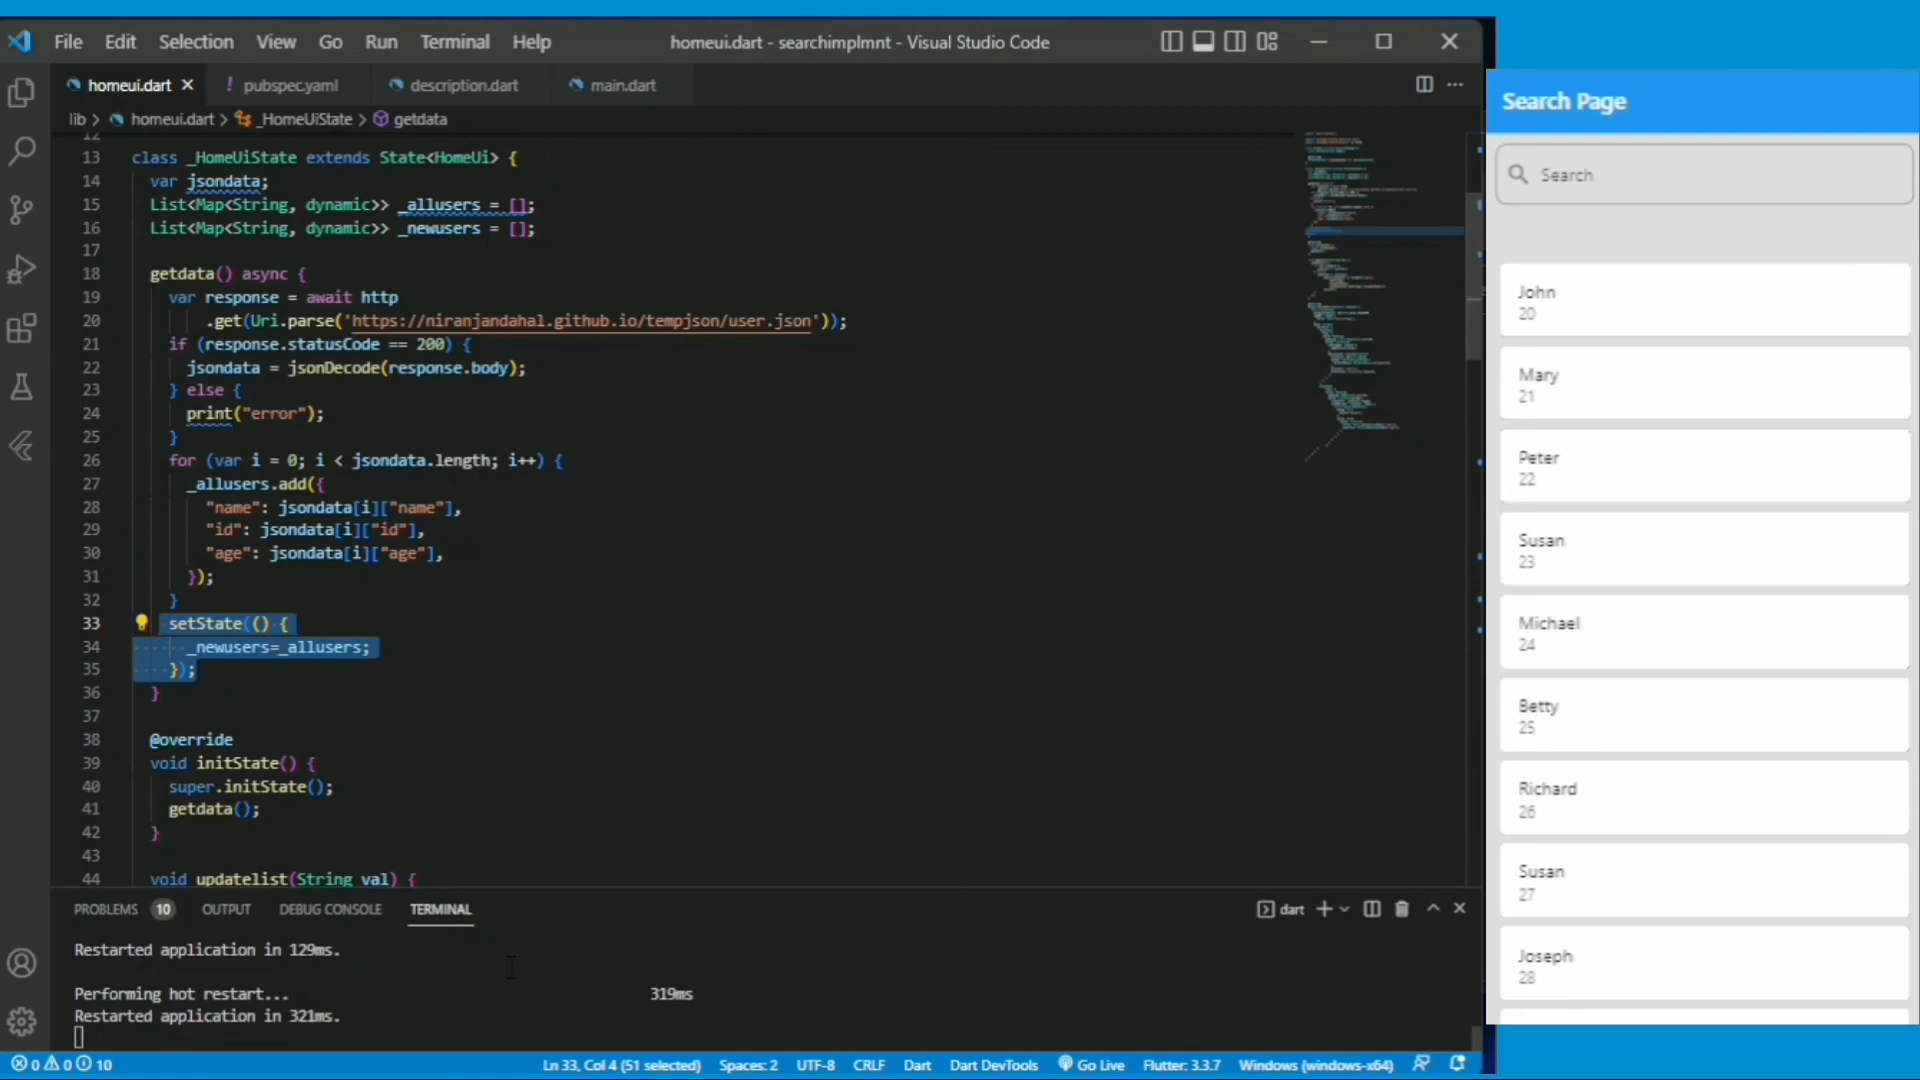 File Edit Selection View Go Run Terminal Help
homeui.dart - searchimplmnt - Visual Studio Code
homeui.dart
! pubspec.yaml
description.dart
main.dart
lib > homeui.dart > _HomeUiState > getdata
12
13 class _HomeUiState extends State<HomeUi> {
14 var jsondata;
15 List<Map<String, dynamic>> _allusers = [];
16 List<Map<String, dynamic>> _newusers = [];
17
18 getdata() async {
19 var response = await http
20 .get(Uri.parse('https://niranjandahal.github.io/tempjson/user.json'));
21 if (response.statusCode == 200) {
22 jsondata = jsonDecode(response.body);
23 } else {
24 print("error");
25 }
26 for (var i = 0; i < jsondata.length; i++) {
27 _allusers.add({
28 "name": jsondata[i]["name"],
29 "id": jsondata[i]["id"],
30 "age": jsondata[i]["age"],
31 });
32 }
33 setState(() {
34 _newusers=_allusers;
35 });
36 }
37
38 @override
39 void initState() {
40 super.initState();
41 getdata();
42 }
43
44 void updatelist(String val) {
PROBLEMS 10 OUTPUT DEBUG CONSOLE TERMINAL
dart
Restarted application in 129ms.
Performing hot restart... 319ms
Restarted application in 321ms.
0 0 10
Ln 33, Col 4 (51 selected) Spaces: 2 UTF-8 CRLF Dart Dart DevTools Go Live Flutter: 3.3.7 Windows (windows-x64)
Search Page
Search
John
20
Mary
21
Peter
22
Susan
23
Michael
24
Betty
25
Richard
26
Susan
27
Joseph
28